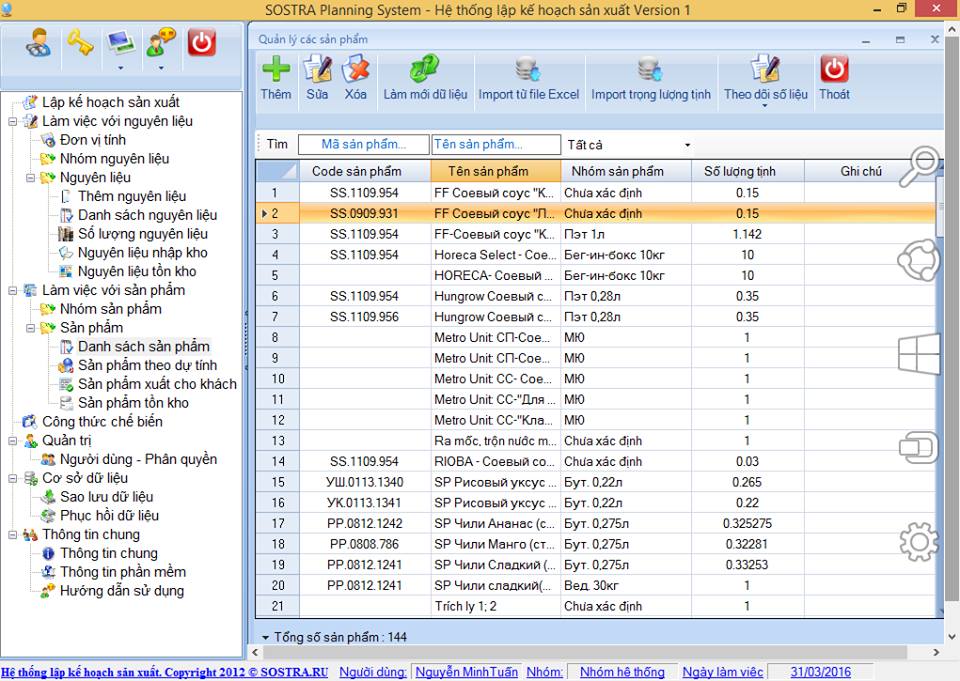 SOSTRA Planning System - Hệ thống lập kế hoạch sản xuất Version 1
Quản lý các sản phẩm
Thêm Sửa Xóa Làm mới dữ liệu Import từ file Excel Import trọng lượng tịnh Theo dõi số liệu Thoát
Tìm Mã sản phẩm... Tên sản phẩm... Tất cả
Lập kế hoạch sản xuất
Làm việc với nguyên liệu
Đơn vị tính
Nhóm nguyên liệu
Nguyên liệu
Thêm nguyên liệu
Danh sách nguyên liệu
Số lượng nguyên liệu
Nguyên liệu nhập kho
Nguyên liệu tồn kho
Làm việc với sản phẩm
Nhóm sản phẩm
Sản phẩm
Danh sách sản phẩm
Sản phẩm theo dự tính
Sản phẩm xuất cho khách
Sản phẩm tồn kho
Công thức chế biến
Quản trị
Người dùng - Phân quyền
Cơ sở dữ liệu
Sao lưu dữ liệu
Phục hồi dữ liệu
Thông tin chung
Thông tin chung
Thông tin phần mềm
Hướng dẫn sử dụng
Code sản phẩm Tên sản phẩm Nhóm sản phẩm Số lượng tịnh Ghi chú
1 SS.1109.954 FF Соевый соус "К... Chưa xác định 0.15
2 SS.0909.931 FF Соевый соус "П... Chưa xác định 0.15
3 SS.1109.954 FF-Соевый соус "К... Пэт 1л 1.142
4 SS.1109.954 Horeca Select - Сое... Бег-ин-бокс 10кг 10
5 HORECA- Соевый ... Бег-ин-бокс 10кг 10
6 SS.1109.954 Hungrow Соевый с... Пэт 0,28л 0.35
7 SS.1109.956 Hungrow Соевый с... Пэт 0,28л 0.35
8 Metro Unit: СП-Сое... МЮ 1
9 Metro Unit: СП-Сое... МЮ 1
10 Metro Unit: СС- Сое... МЮ 1
11 Metro Unit: СС-"Для ... МЮ 1
12 Metro Unit: СС-"Кла... МЮ 1
13 Ra mốc, trộn nước m... Chưa xác định 1
14 SS.1109.954 RIOBA - Соевый со... Chưa xác định 0.03
15 УШ.0113.1340 SP Рисовый уксус ... Бут. 0,22л 0.265
16 УК.0113.1341 SP Рисовый уксус ... Бут. 0,22л 0.22
17 PP.0812.1242 SP Чили Ананас (с... Бут. 0,275л 0.325275
18 PP.0808.786 SP Чили Манго (ст... Бут. 0,275л 0.32281
19 PP.0812.1241 SP Чили Сладкий (... Бут. 0,275л 0.33253
20 PP.0812.1241 SP Чили сладкий(... Вед. 30кг 1
21 Trích ly 1; 2 Chưa xác định 1
Tổng số sản phẩm : 144
Hệ thống lập kế hoạch sản xuất. Copyright 2012 © SOSTRA.RU Người dùng: Nguyễn MinhTuấn Nhóm: Nhóm hệ thống Ngày làm việc 31/03/2016